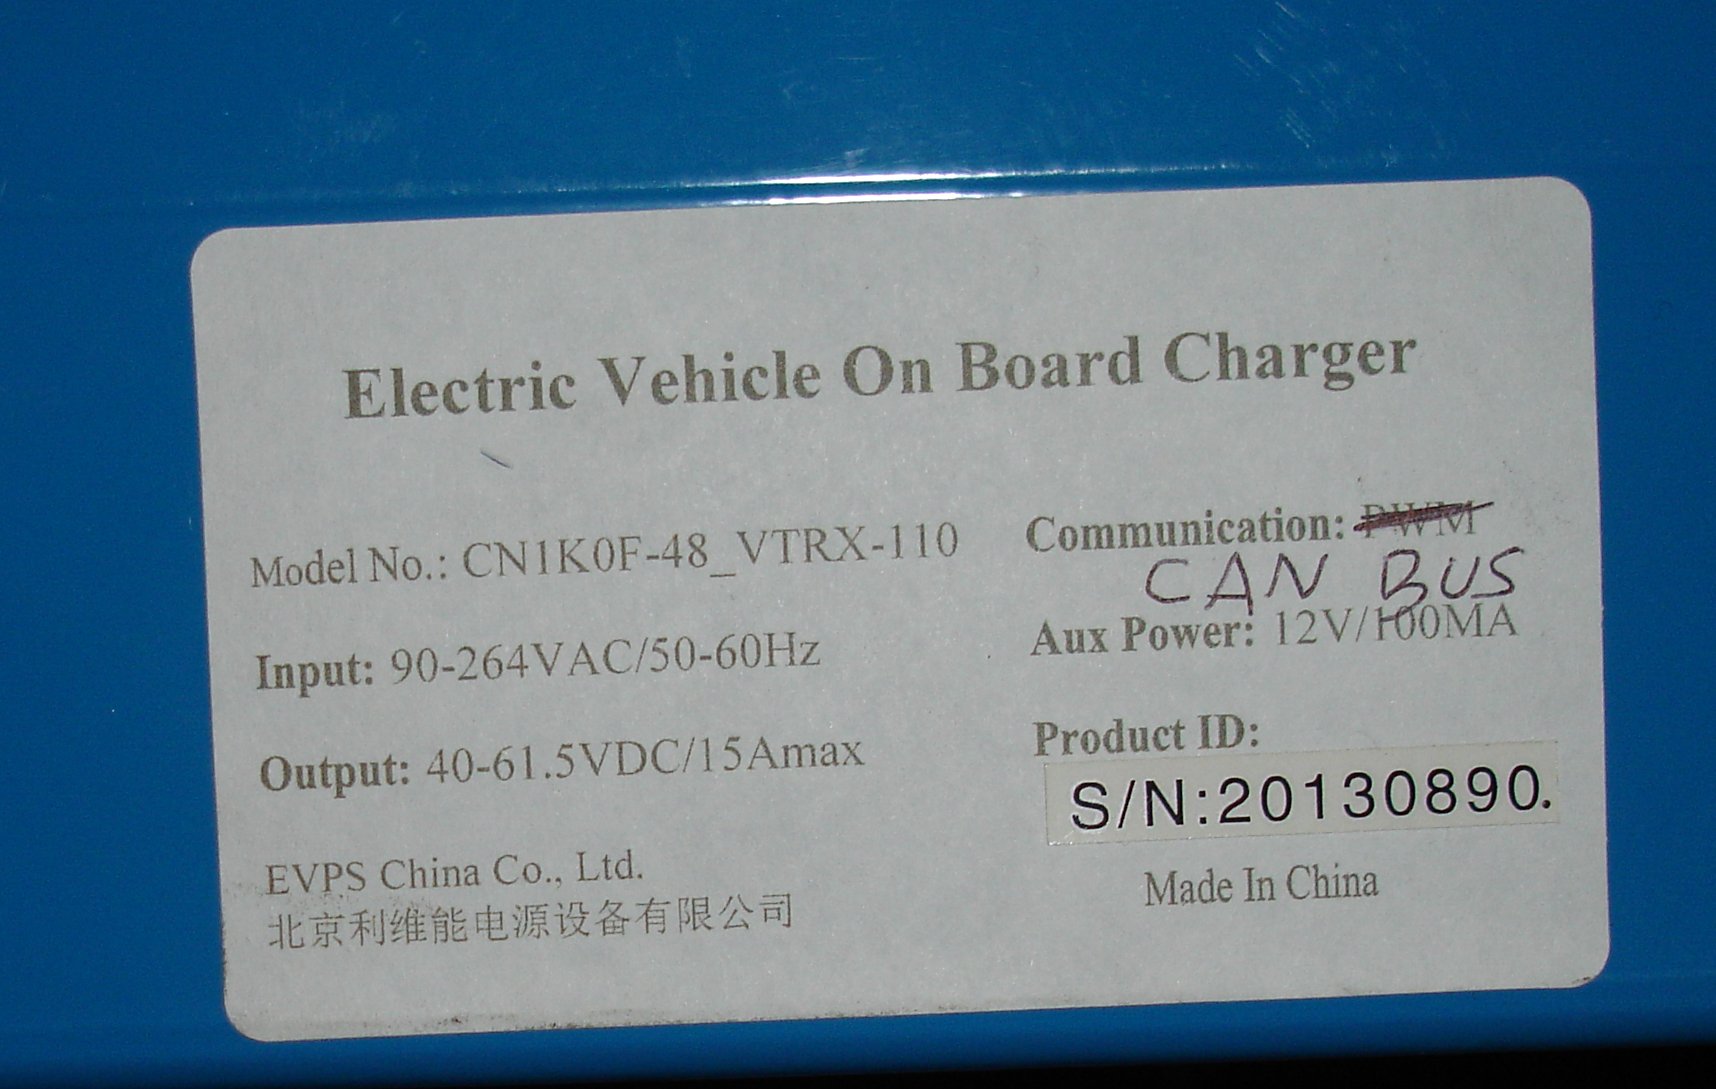 Electric Vehicle On Board Charger
Model No.: CN1K0F-48_VTRX-110
Input: 90-264VAC/50-60Hz
Output: 40-61.5VDC/15Amax
EVPS China Co., Ltd.
北京利维能电源设备有限公司
Communication: PWM
CAN BUS
Aux Power: 12V/100MA
Product ID:
S/N:20130890.
Made In China